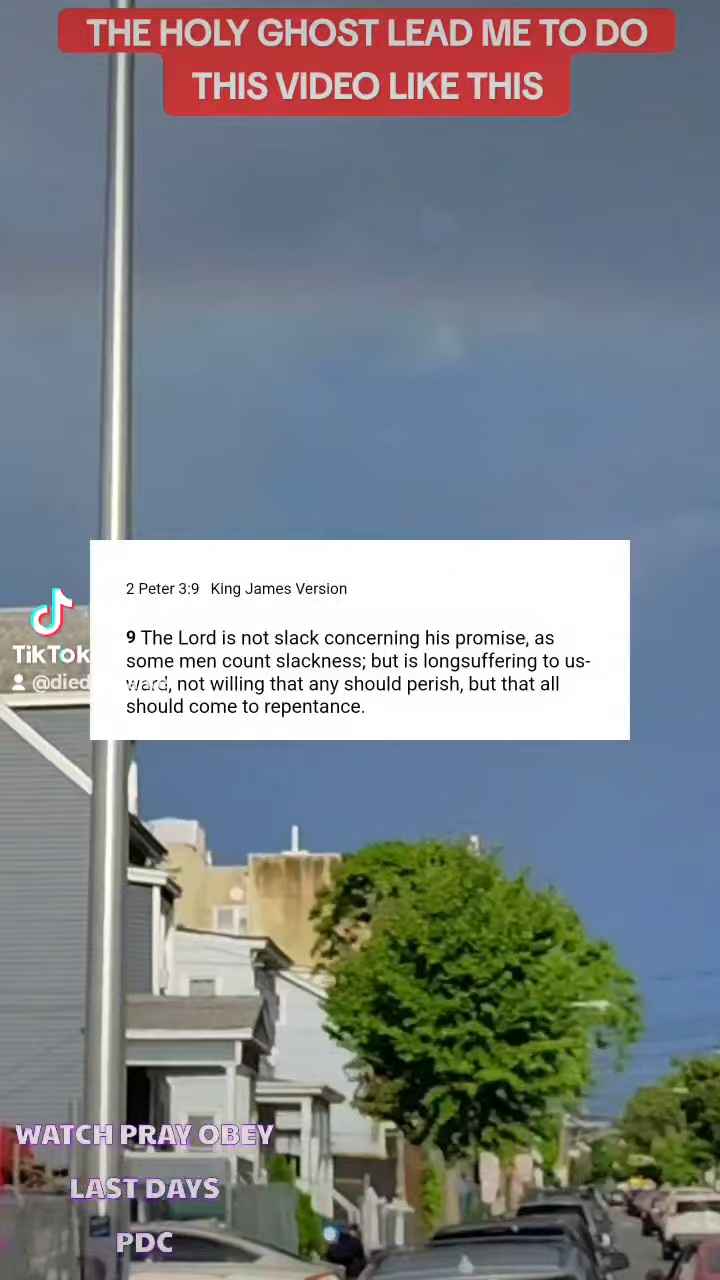 THE HOLY GHOST LEAD ME TO DO
THIS VIDEO LIKE THIS
2 Peter 3:9 King James Version
9 The Lord is not slack concerning his promise, as
some men count slackness; but is longsuffering to us-
ward, not willing that any should perish, but that all
should come to repentance.
TikTok
WATCH PRAY OBEY
LAST DAYS
PDC